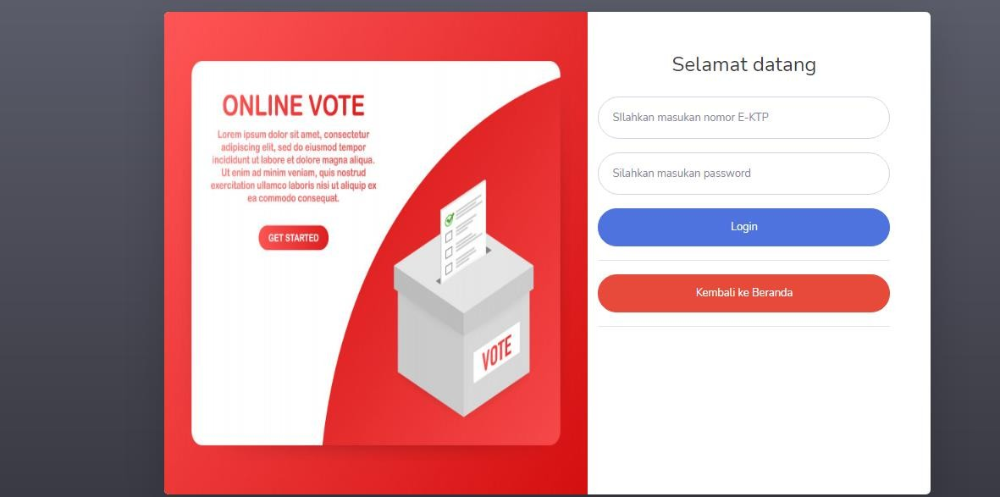 ONLINE VOTE
Lorem ipsum dolor sit amet, consectetur
adipiscing elit, sed do eiusmod tempor
incididunt ut labore et dolore magna aliqua.
Ut enim ad minim veniam, quis nostrud
exercitation ullamco laboris nisi ut aliquip ex
ea commodo consequat.
GET STARTED
VOTE
Selamat datang
SIlahkan masukan nomor E-KTP
Silahkan masukan password
Login
Kembali ke Beranda